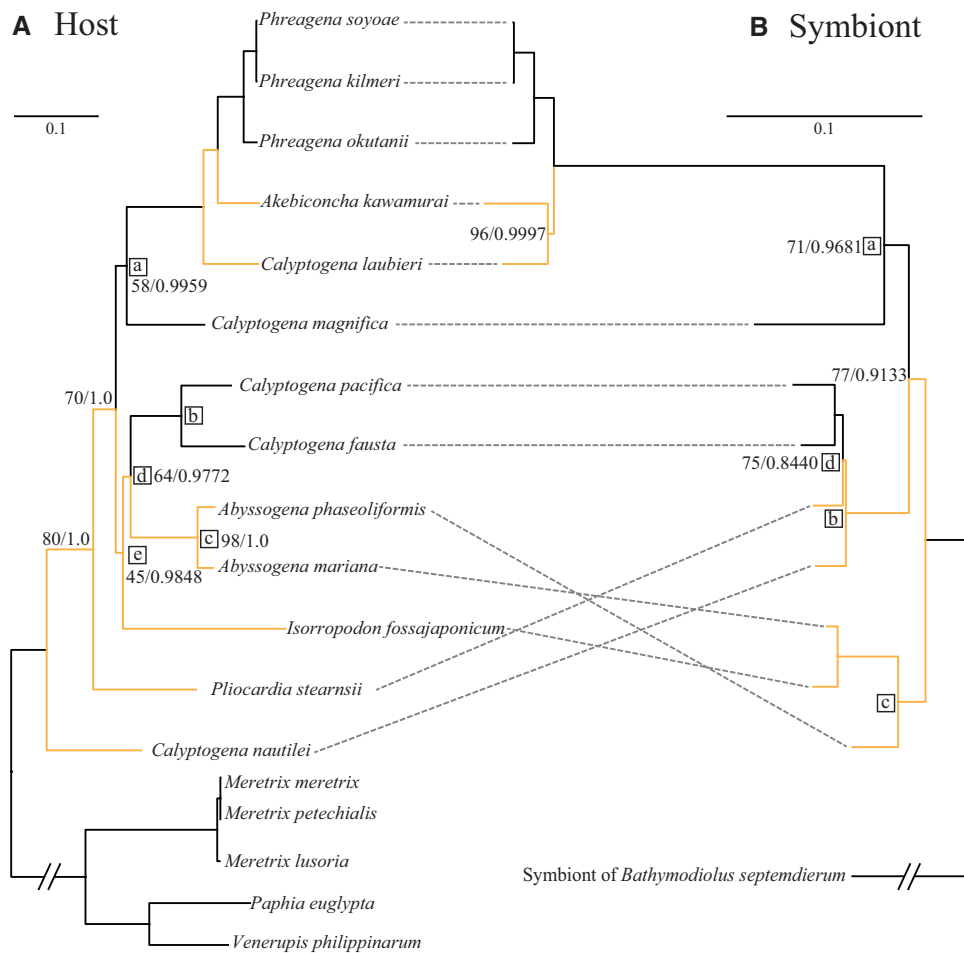 A Host
B Symbiont
0.1
0.1
Phreagena soyoae
Phreagena kilmeri
Phreagena okutanii
Akebiconcha kawamurai
96/0.9997
71/0.9681 a
a
58/0.9959
Calyptogena laubieri
Calyptogena magnifica
77/0.9133
70/1.0
Calyptogena pacifica
b
Calyptogena fausta
75/0.8440 d
d 64/0.9772
Abyssogena phaseoliformis
b
80/1.0
c 98/1.0
e
45/0.9848
Abyssogena mariana
Isorropodon fossajaponicum
Pliocardia stearnsii
c
Calyptogena nautilei
Meretrix meretrix
Meretrix petechialis
Meretrix lusoria
Symbiont of Bathymodiolus septemdierum
Paphia euglypta
Venerupis philippinarum